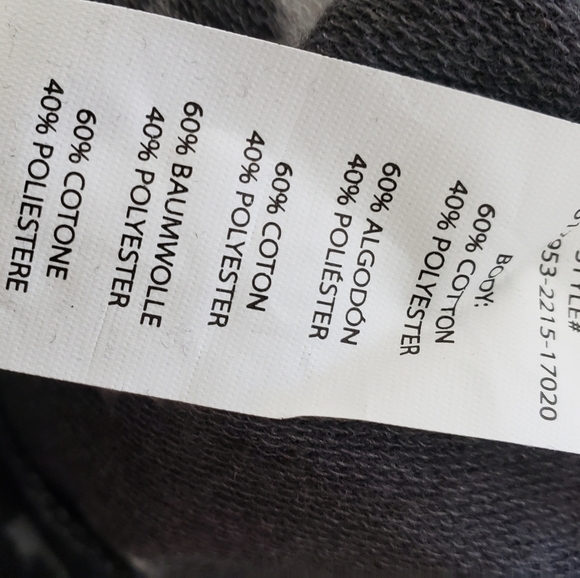 STYLE#
953-2215-17020
BODY:
60% COTTON
40% POLYESTER
60% ALGODÓN
40% POLIÉSTER
60% COTON
40% POLYESTER
60% BAUMWOLLE
40% POLYESTER
60% COTONE
40% POLIESTERE